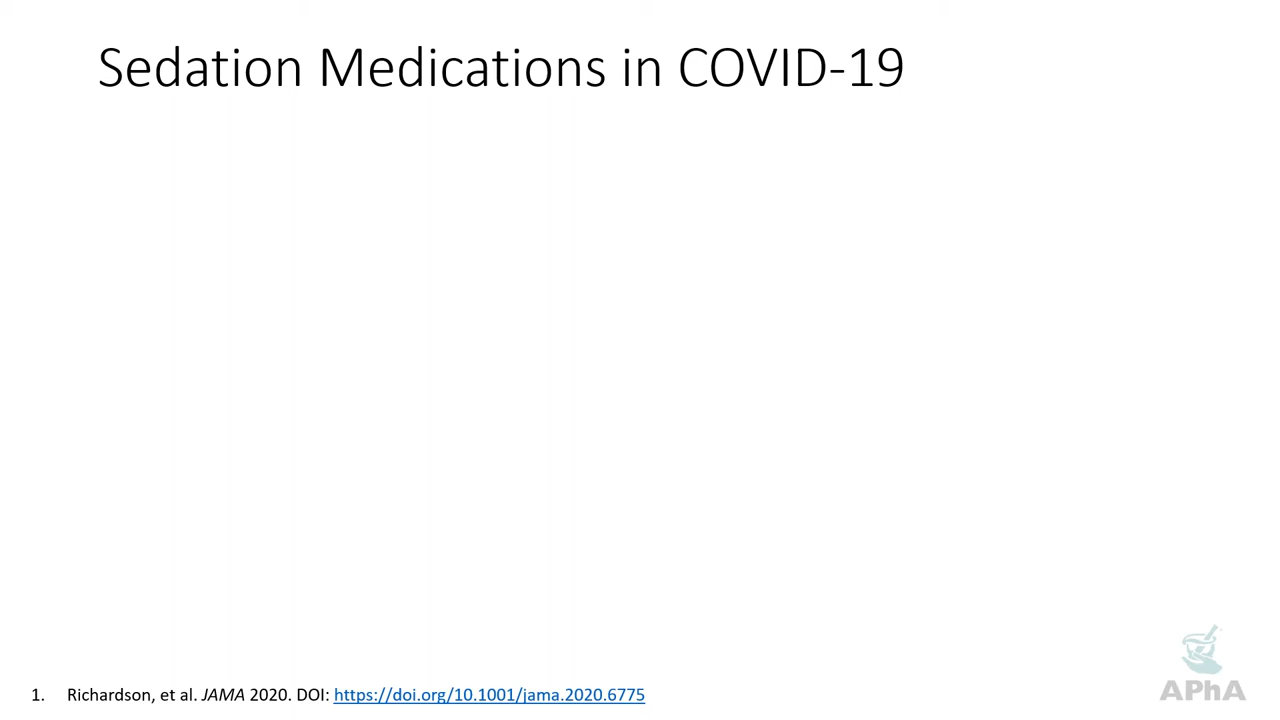 Sedation Medications in COVID-19
1. Richardson, et al. JAMA 2020. DOI: https://doi.org/10.1001/jama.2020.6775
APhA